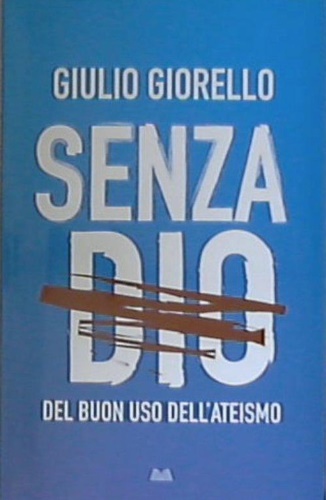 GIULIO GIORELLO
SENZA
DIO
DEL BUON USO DELL'ATEISMO